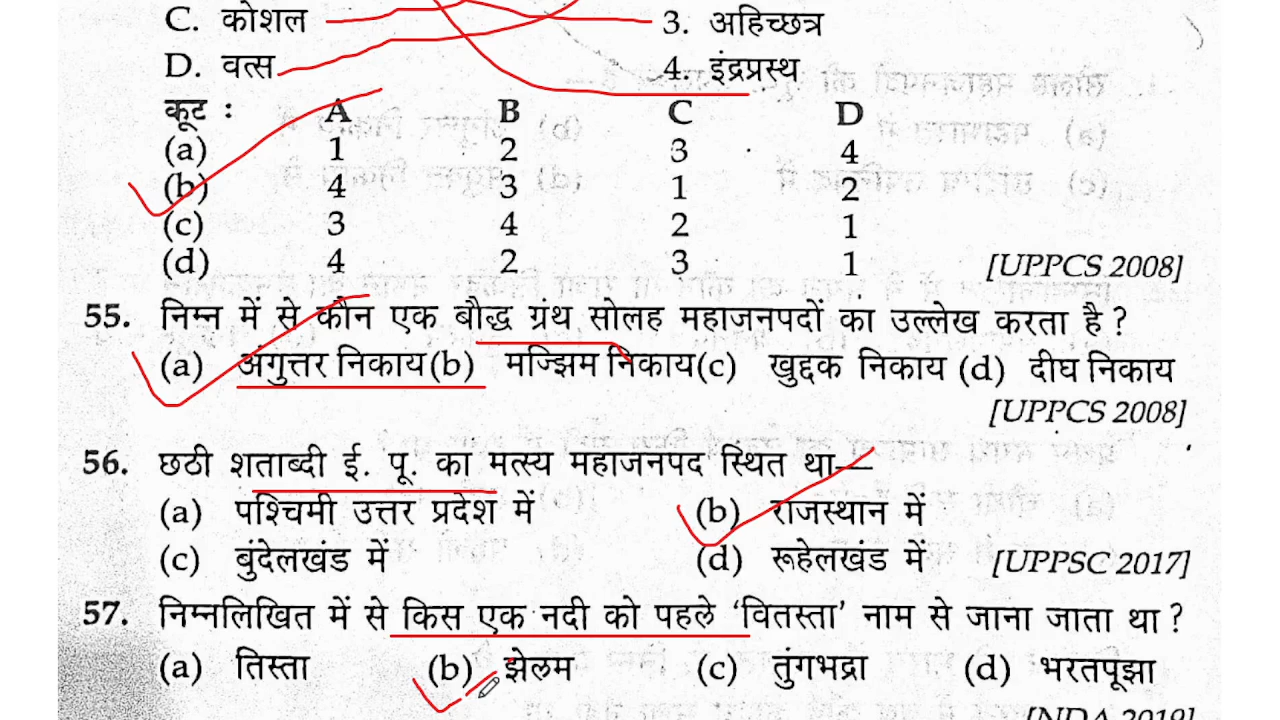 C. कोशल 3. अहिच्छत्र
D. वत्स 4. इंद्रप्रस्थ
कूट : A B C D
(a) 1 2 3 4
(b) 4 3 1 2
(c) 3 4 2 1
(d) 4 2 3 1 [UPPCS 2008]
55. निम्न में से कौन एक बौद्ध ग्रंथ सोलह महाजनपदों का उल्लेख करता है ?
(a) अंगुत्तर निकाय (b) मज्झिम निकाय (c) खुद्दक निकाय (d) दीघ निकाय
[UPPCS 2008]
56. छठी शताब्दी ई. पू. का मत्स्य महाजनपद स्थित था—
(a) पश्चिमी उत्तर प्रदेश में (b) राजस्थान में
(c) बुंदेलखंड में (d) रूहेलखंड में [UPPSC 2017]
57. निम्नलिखित में से किस एक नदी को पहले ‘वितस्ता’ नाम से जाना जाता था ?
(a) तिस्ता (b) झेलम (c) तुंगभद्रा (d) भरतपूझा
[NDA 2019]